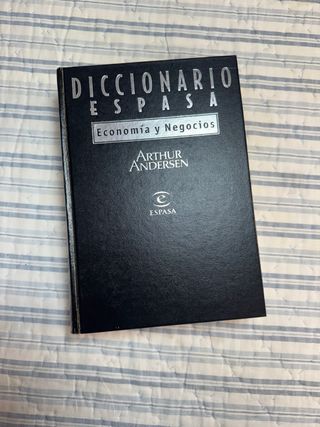 DICCIONARIO
ESPASA
Economía y Negocios
ARTHUR
ANDERSEN
ESPASA